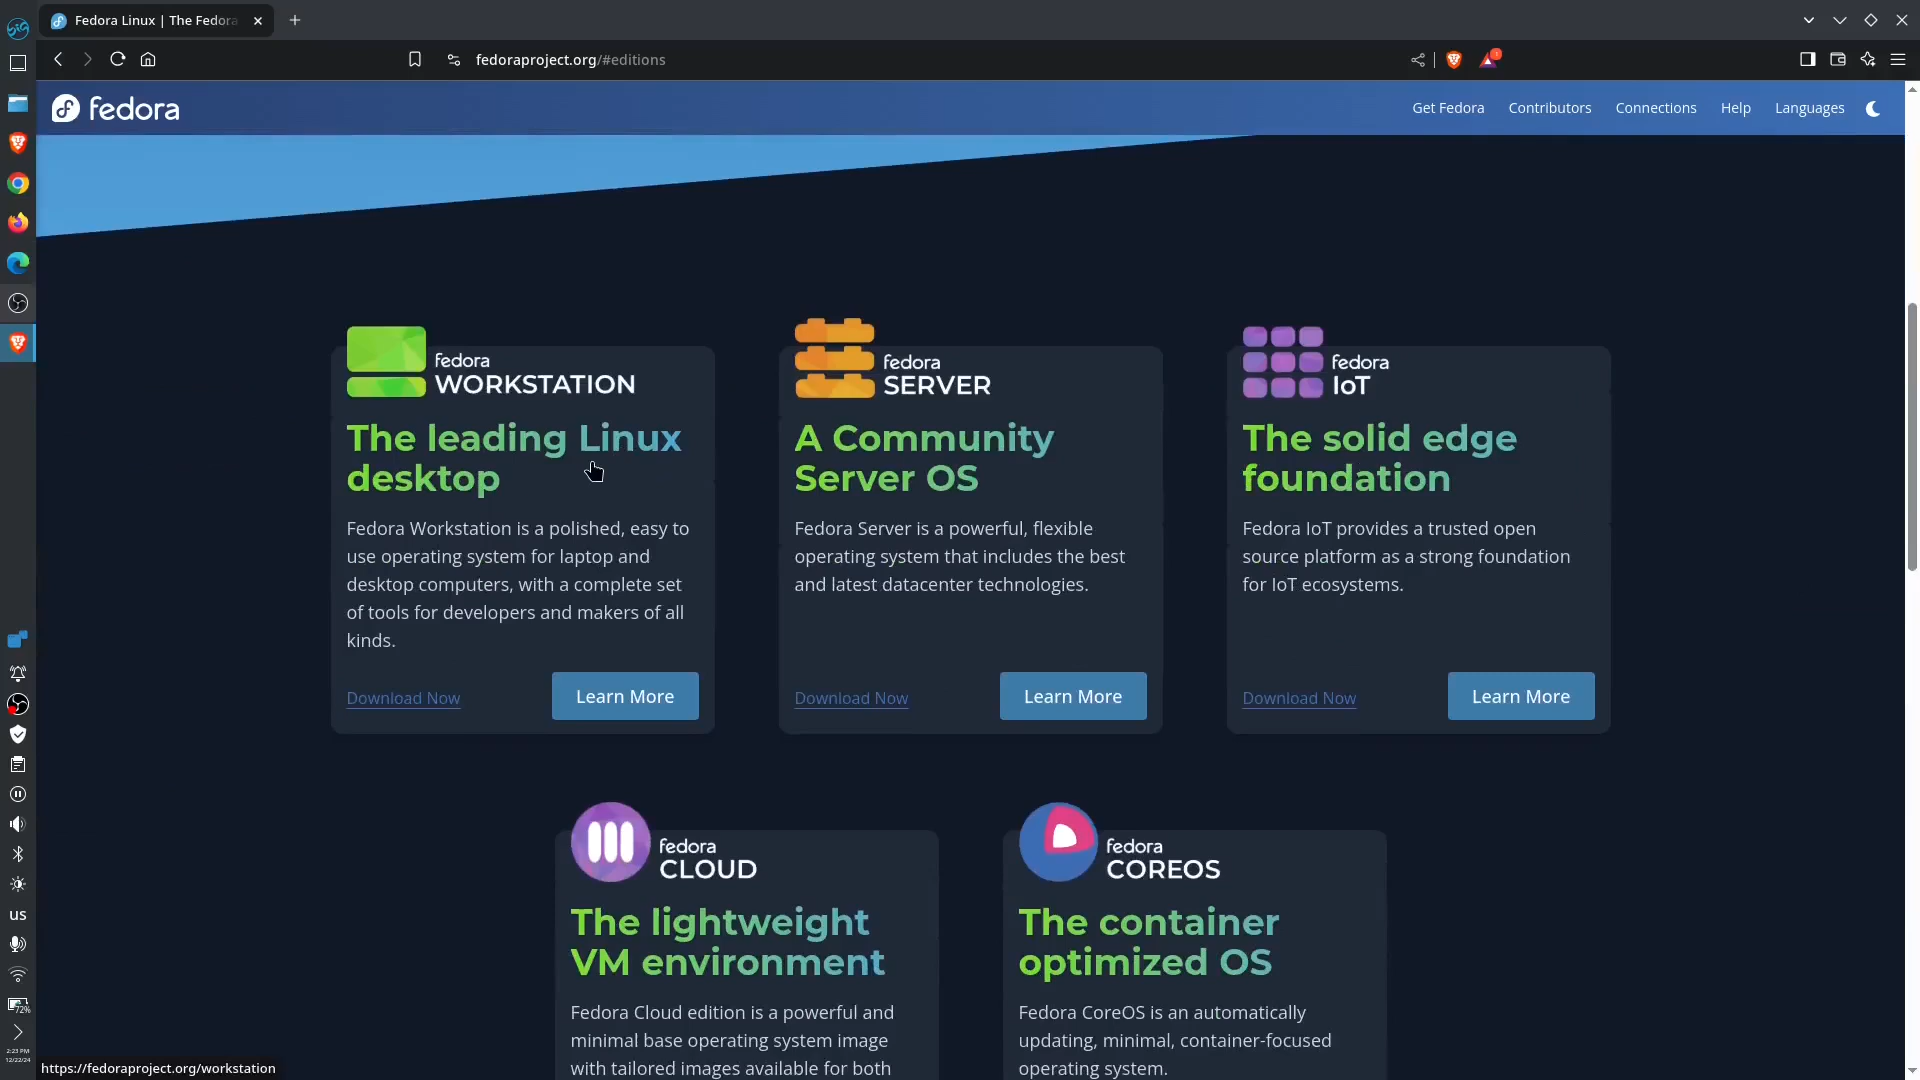 Fedora Linux | The Fedora
fedoraproject.org/#editions
fedora
Get Fedora
Contributors
Connections
Help
Languages
fedora
WORKSTATION
The leading Linux
desktop
Fedora Workstation is a polished, easy to
use operating system for laptop and
desktop computers, with a complete set
of tools for developers and makers of all
kinds.
Download Now
Learn More
fedora
SERVER
A Community
Server OS
Fedora Server is a powerful, flexible
operating system that includes the best
and latest datacenter technologies.
Download Now
Learn More
fedora
IoT
The solid edge
foundation
Fedora IoT provides a trusted open
source platform as a strong foundation
for IoT ecosystems.
Download Now
Learn More
fedora
CLOUD
The lightweight
VM environment
Fedora Cloud edition is a powerful and
minimal base operating system image
with tailored images available for both
fedora
COREOS
The container
optimized OS
Fedora CoreOS is an automatically
updating, minimal, container-focused
operating system.
us
72%
2:23 PM
12/22/24
https://fedoraproject.org/workstation